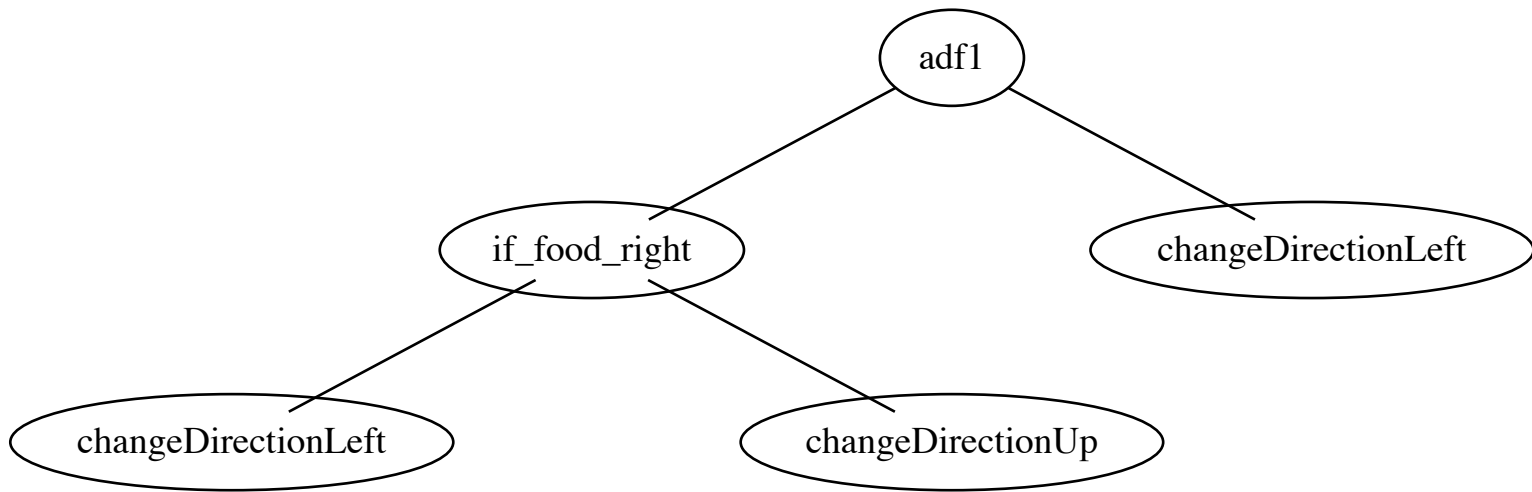 adf1
if_food_right
changeDirectionLeft
changeDirectionLeft
changeDirectionUp